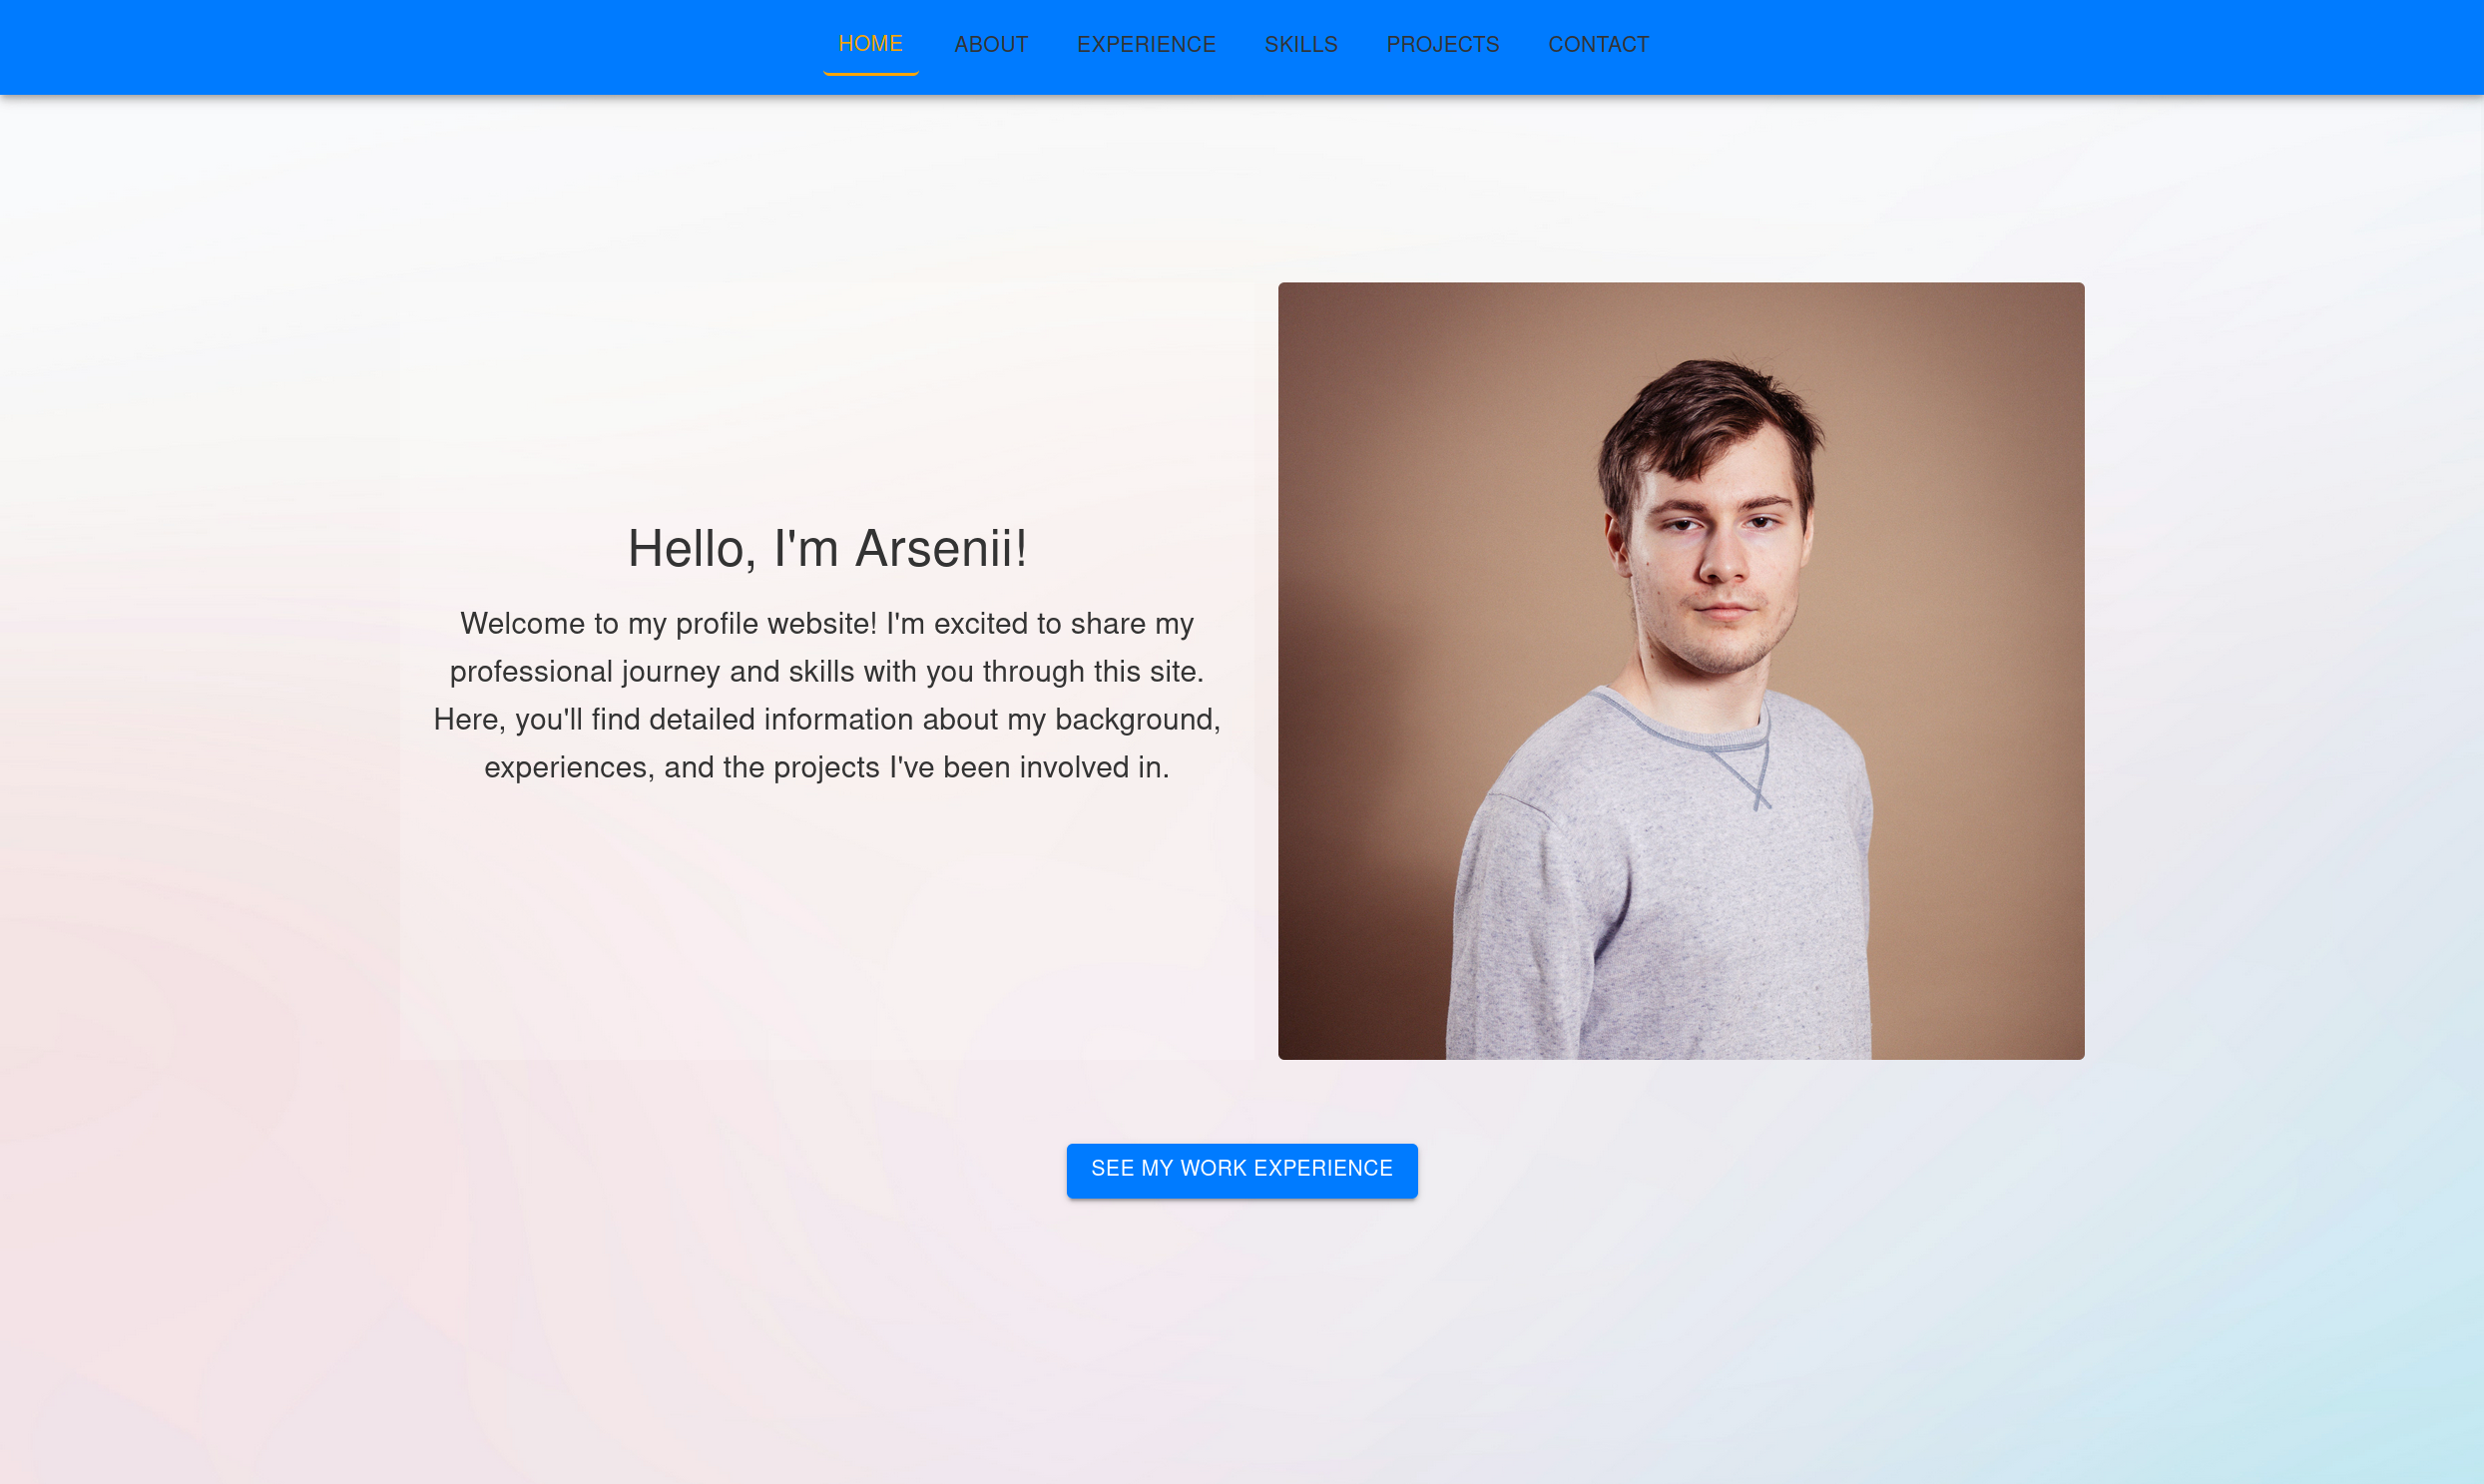 HOME ABOUT EXPERIENCE SKILLS PROJECTS CONTACT
Hello, I'm Arsenii!
Welcome to my profile website! I'm excited to share my
professional journey and skills with you through this site.
Here, you'll find detailed information about my background,
experiences, and the projects I've been involved in.
SEE MY WORK EXPERIENCE